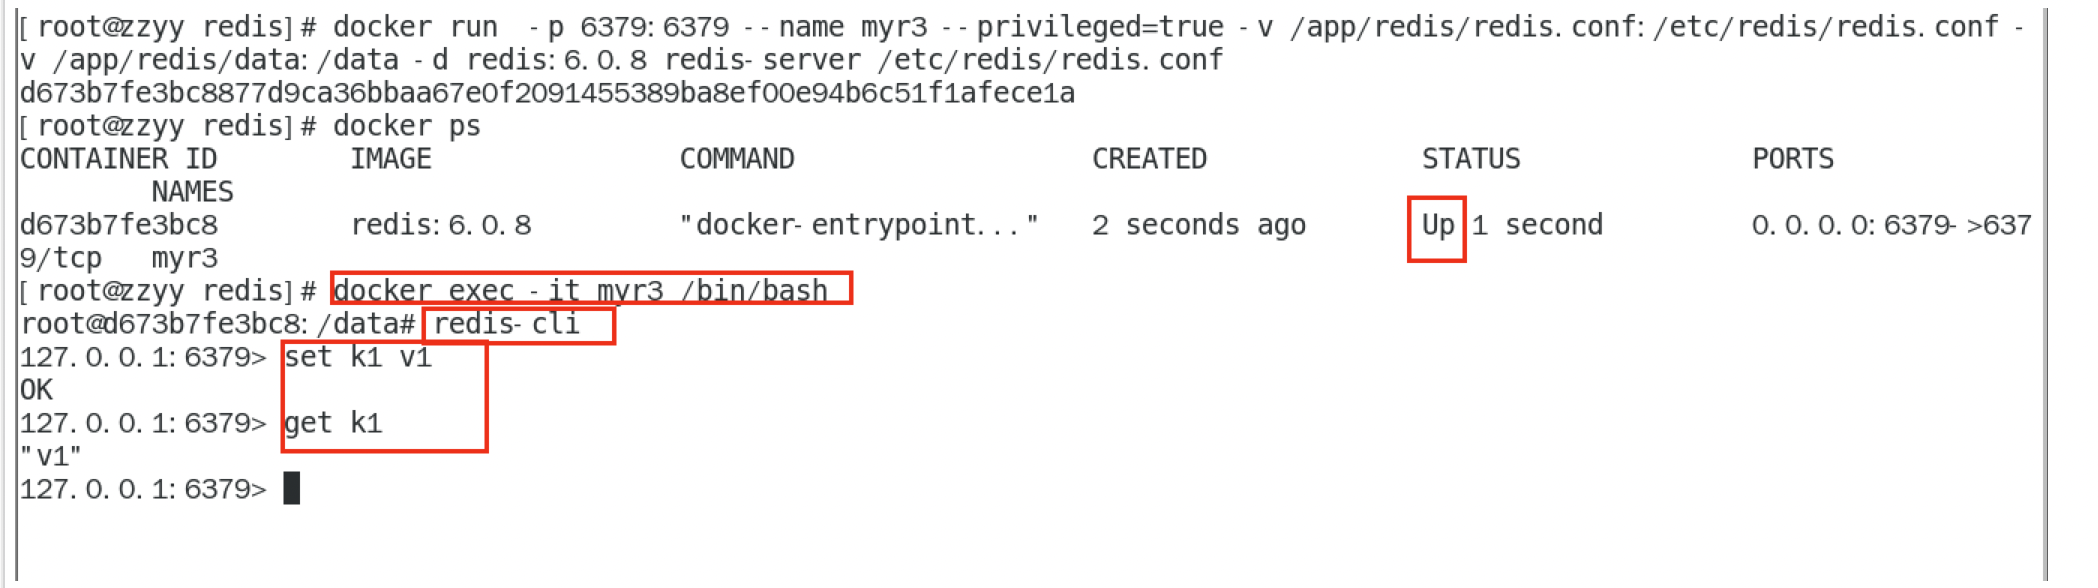 [root@zzyy redis]# docker run  -p 6379:6379 --name myr3 --privileged=true -v /app/redis/redis.conf:/etc/redis/redis.conf -
v /app/redis/data:/data -d redis:6.0.8 redis-server /etc/redis/redis.conf
d673b7fe3bc8877d9ca36bbaa67e0f2091455389ba8ef00e94b6c51f1afece1a
[root@zzyy redis]# docker ps
CONTAINER ID        IMAGE               COMMAND                  CREATED             STATUS              PORTS
        NAMES
d673b7fe3bc8        redis:6.0.8         "docker-entrypoint..."   2 seconds ago       Up 1 second         0.0.0.0:6379->637
9/tcp   myr3
[root@zzyy redis]# docker exec -it myr3 /bin/bash
root@d673b7fe3bc8:/data# redis-cli
127.0.0.1:6379> set k1 v1
OK
127.0.0.1:6379> get k1
"v1"
127.0.0.1:6379>